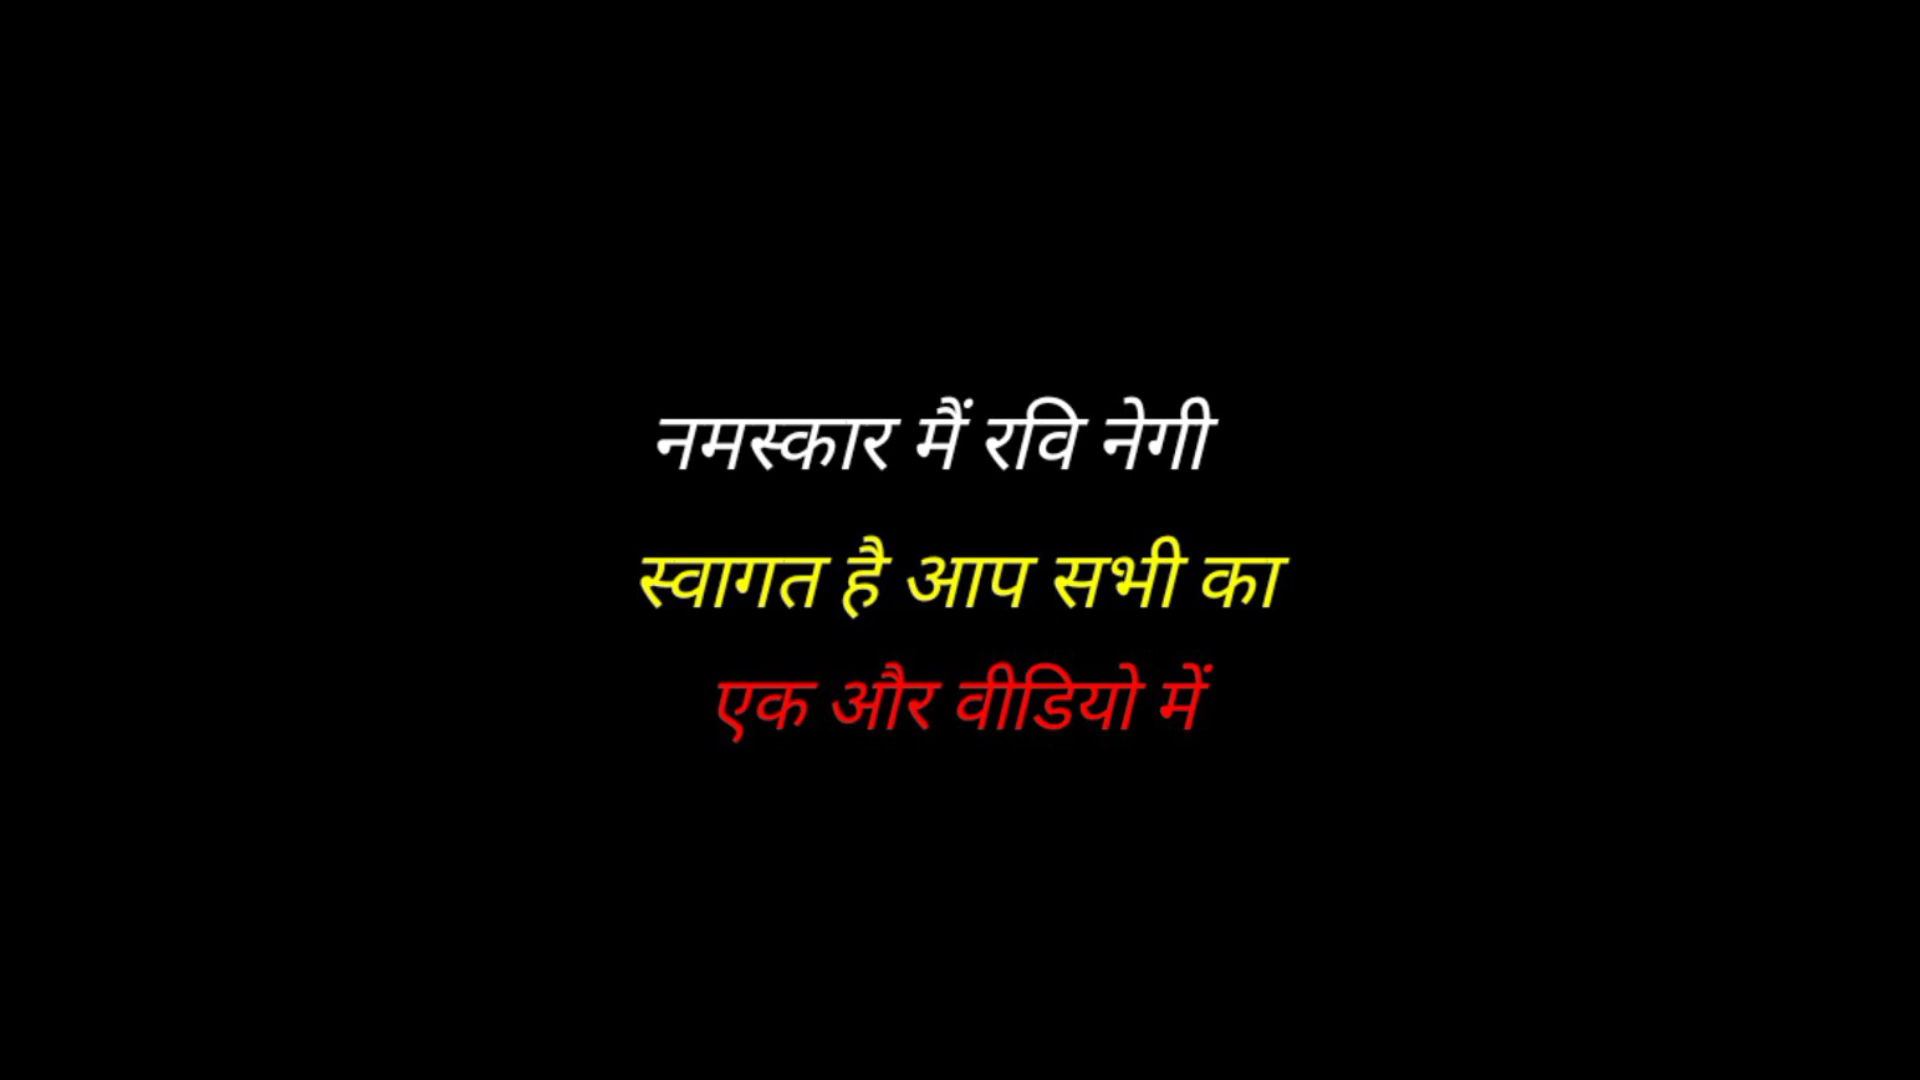 नमस्कार मैं रवि नेगी
स्वागत है आप सभी का
एक और वीडियो में